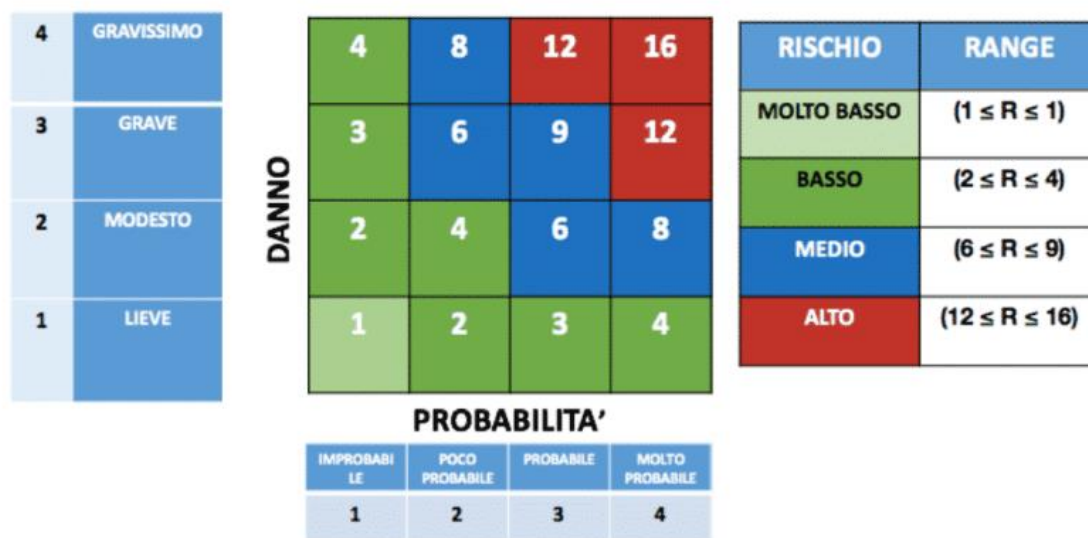 4 GRAVISSIMO
3 GRAVE
2 MODESTO
1 LIEVE
DANNO
4 8 12 16
3 6 9 12
2 4 6 8
1 2 3 4
PROBABILITA’
IMPROBABI
LE
POCO
PROBABILE
PROBABILE
MOLTO
PROBABILE
1 2 3 4
RISCHIO RANGE
MOLTO BASSO (1 ≤ R ≤ 1)
BASSO (2 ≤ R ≤ 4)
MEDIO (6 ≤ R ≤ 9)
ALTO (12 ≤ R ≤ 16)